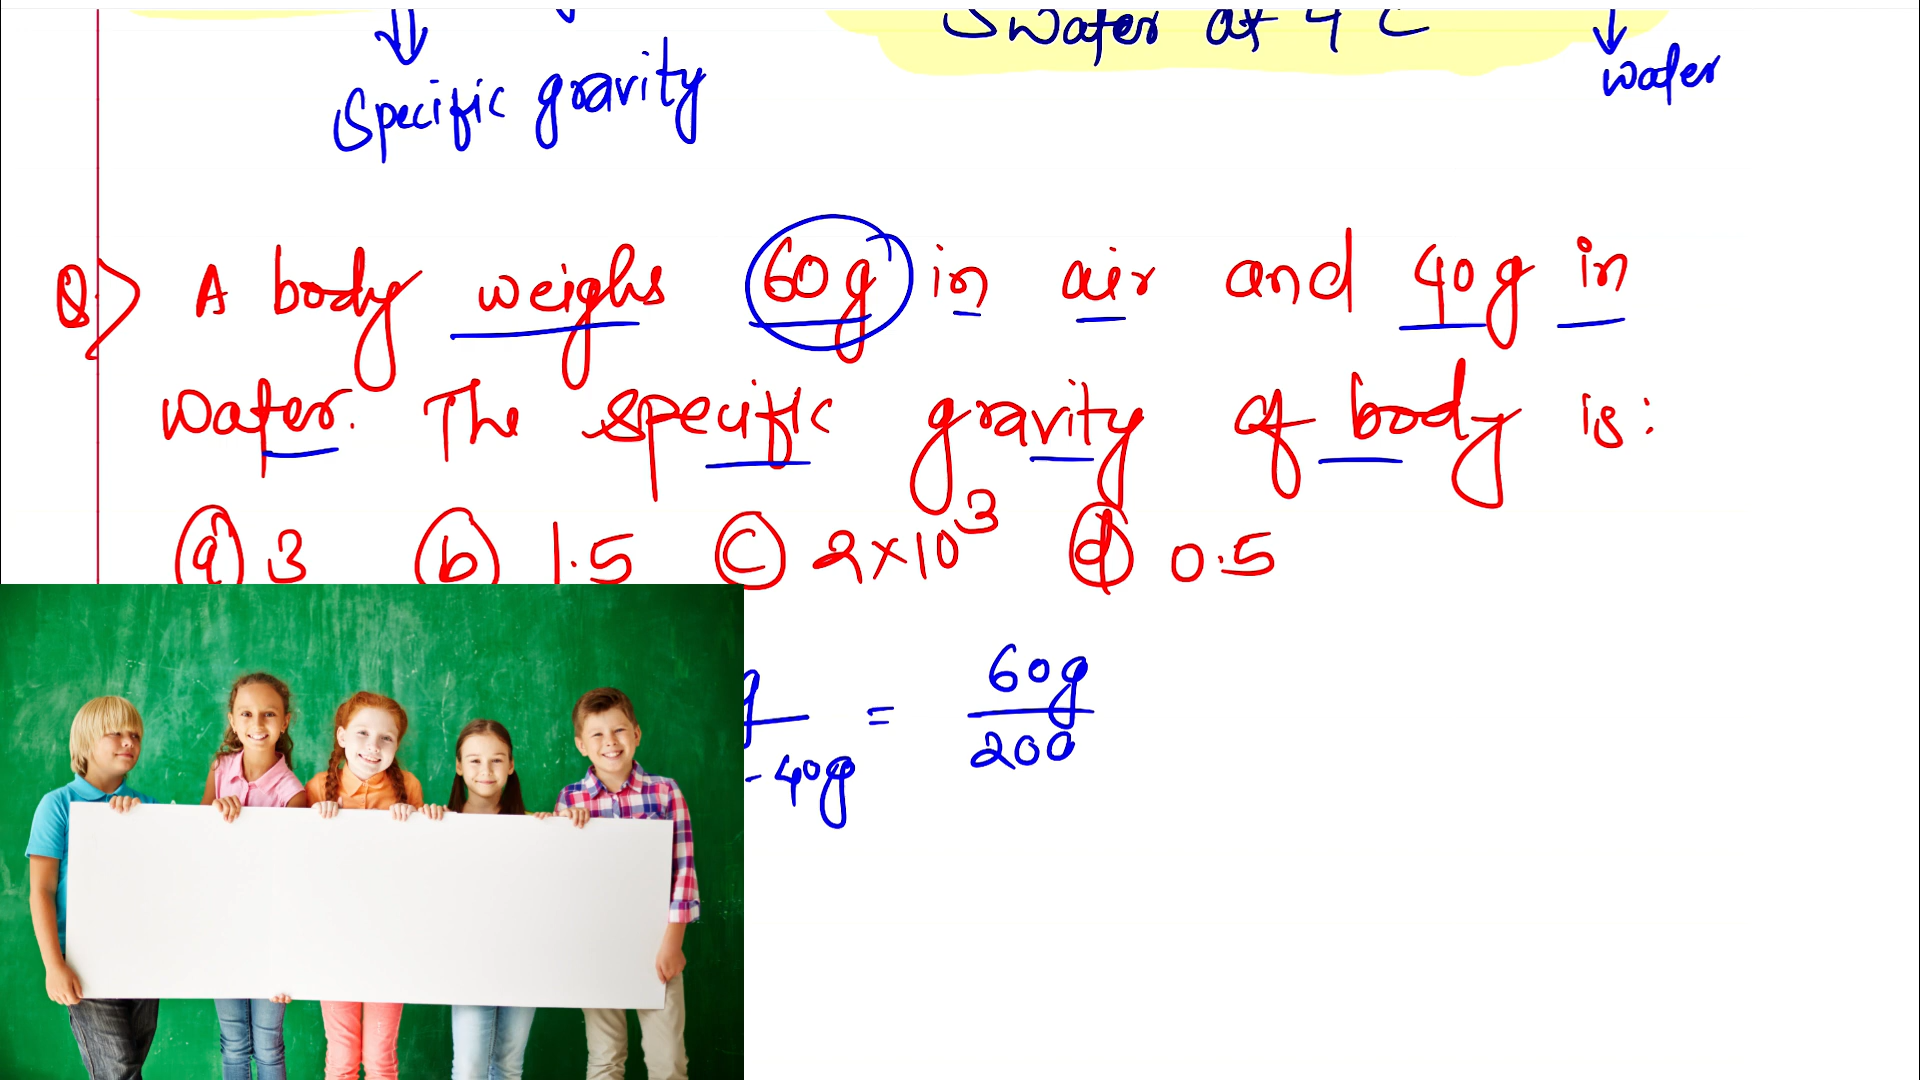 Swater at 4°C
Specific gravity
water
Q> A body weighs 60g in air and 40g in
water. The specific gravity of body is:
(a) 3 (b) 1.5 (c) 2×10³ (d) 0.5
= 60g
- 40g
200